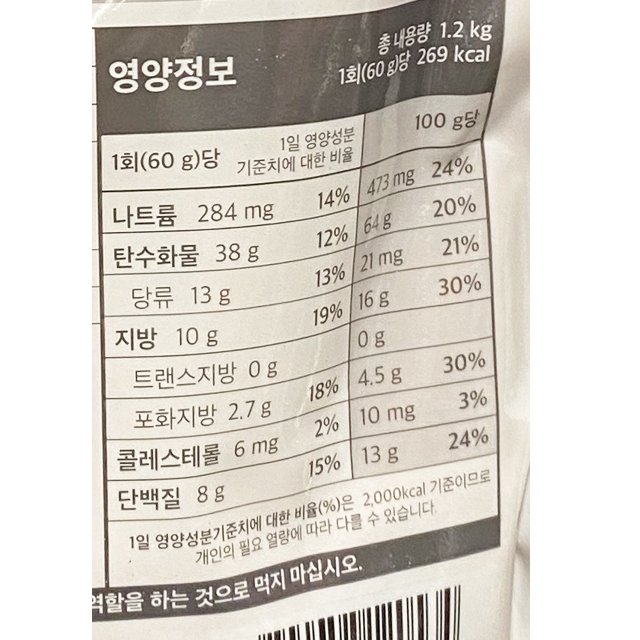 영양정보
총 내용량 1.2 kg
1회(60 g)당 269 kcal
1회(60 g)당 1일 영양성분 기준치에 대한 비율 100 g당
나트륨 284 mg 14% 473 mg 24%
탄수화물 38 g 12% 64 g 20%
당류 13 g 13% 21 mg 21%
지방 10 g 19% 16 g 30%
트랜스지방 0 g 0 g
포화지방 2.7 g 18% 4.5 g 30%
콜레스테롤 6 mg 2% 10 mg 3%
단백질 8 g 15% 13 g 24%
1일 영양성분기준치에 대한 비율(%)은 2,000kcal 기준이므로
개인의 필요 열량에 따라 다를 수 있습니다.
역할을 하는 것으로 먹지 마십시오.